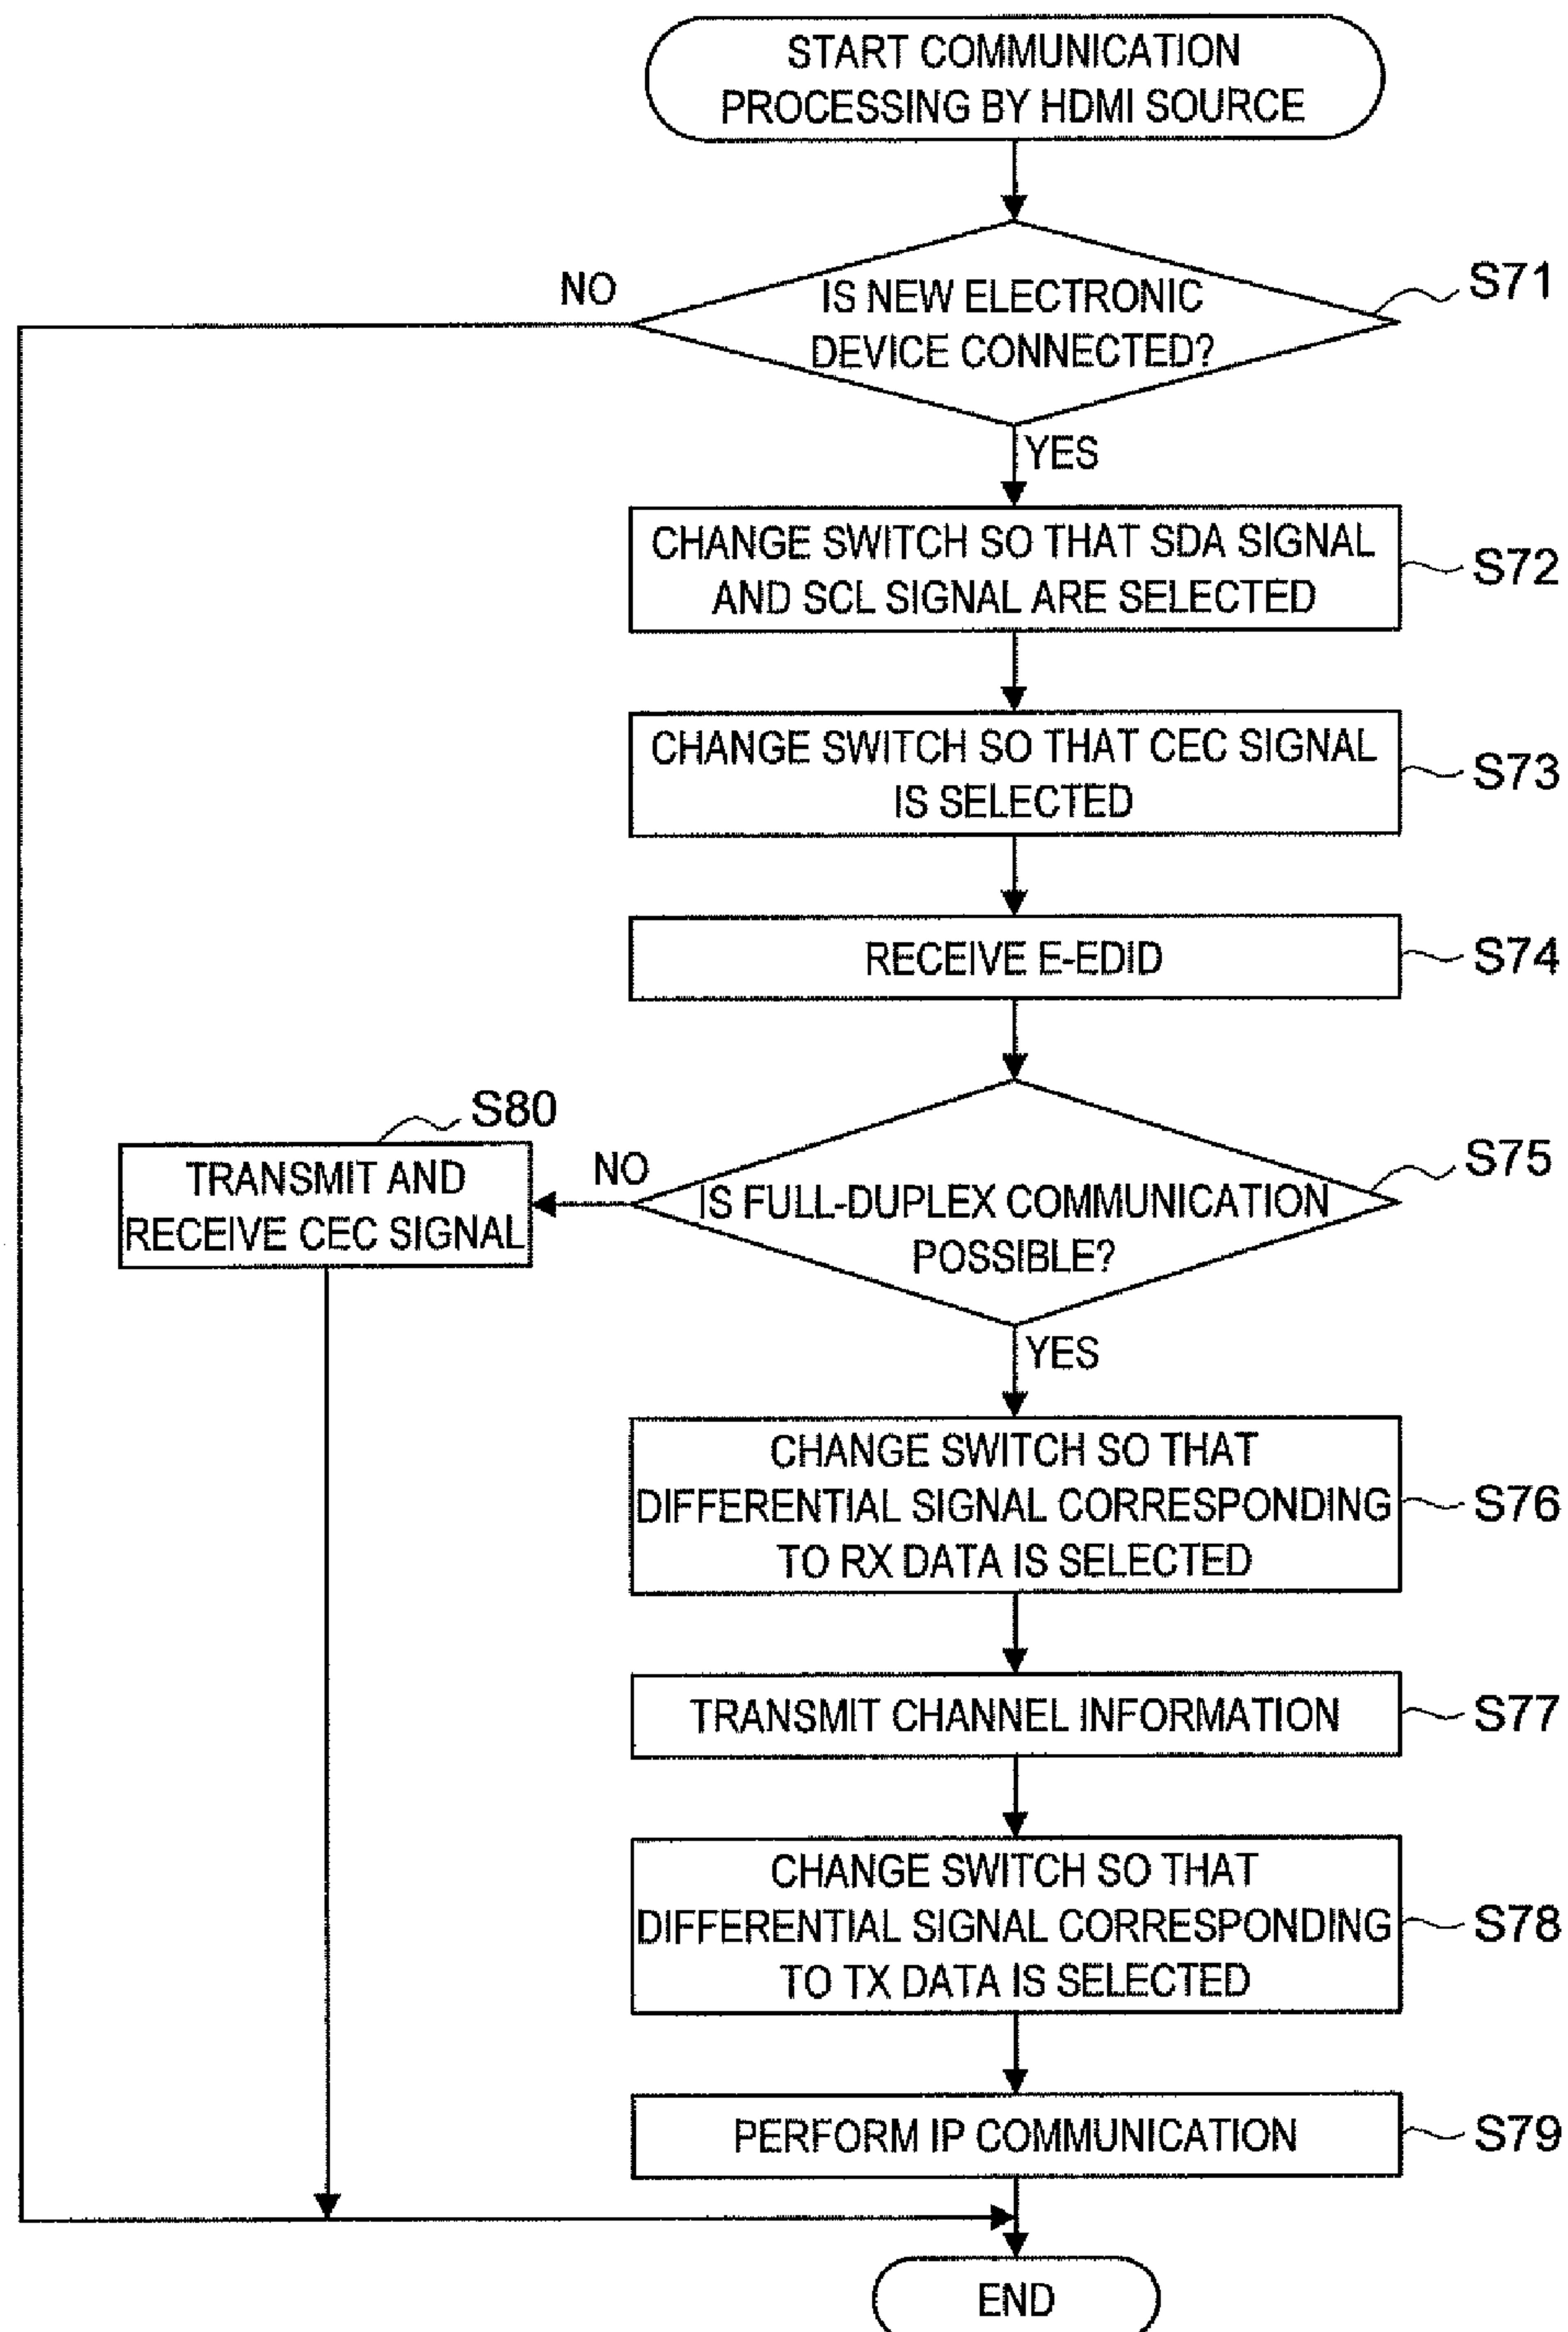 START COMMUNICATION
PROCESSING BY HDMI SOURCE
NO
IS NEW ELECTRONIC
DEVICE CONNECTED?
S71
YES
CHANGE SWITCH SO THAT SDA SIGNAL
AND SCL SIGNAL ARE SELECTED
S72
CHANGE SWITCH SO THAT CEC SIGNAL
IS SELECTED
S73
RECEIVE E-EDID
S74
S80
TRANSMIT AND
RECEIVE CEC SIGNAL
NO
IS FULL-DUPLEX COMMUNICATION
POSSIBLE?
S75
YES
CHANGE SWITCH SO THAT
DIFFERENTIAL SIGNAL CORRESPONDING
TO RX DATA IS SELECTED
S76
TRANSMIT CHANNEL INFORMATION
S77
CHANGE SWITCH SO THAT
DIFFERENTIAL SIGNAL CORRESPONDING
TO TX DATA IS SELECTED
S78
PERFORM IP COMMUNICATION
S79
END